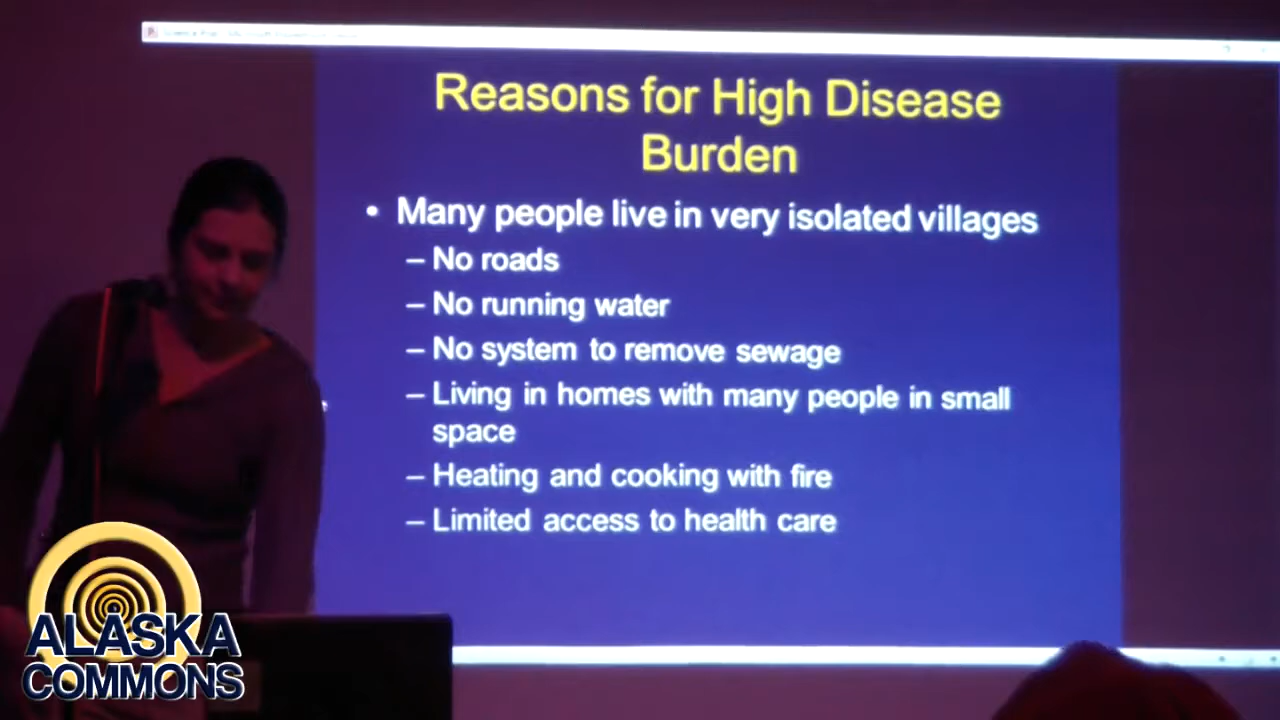 Reasons for High Disease
Burden
• Many people live in very isolated villages
– No roads
– No running water
– No system to remove sewage
– Living in homes with many people in small
space
– Heating and cooking with fire
– Limited access to health care
ALASKA
COMMONS